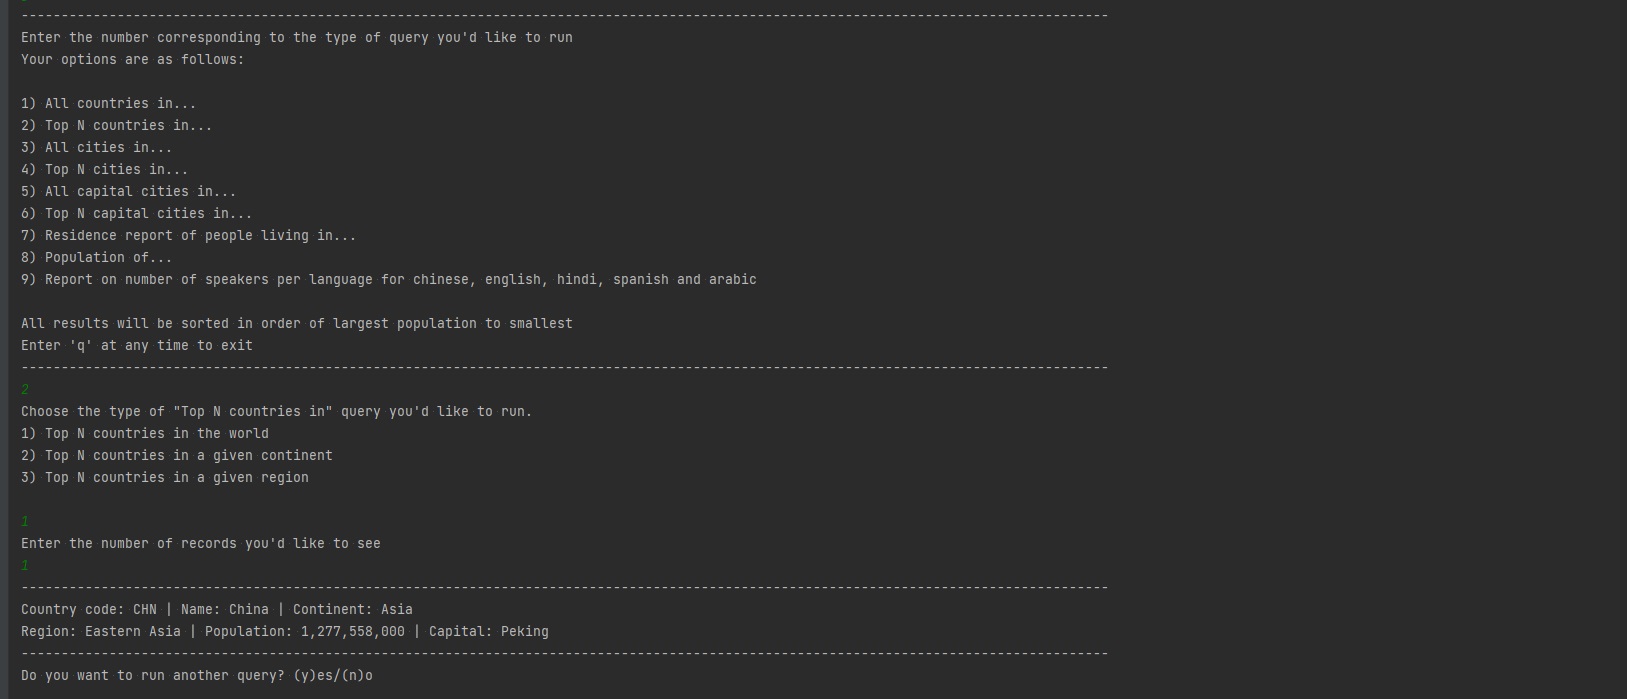 ----------------------------------------------------------------------------------------------------------------------------------------
Enter the number corresponding to the type of query you'd like to run
Your options are as follows:
1) All countries in...
2) Top N countries in...
3) All cities in...
4) Top N cities in...
5) All capital cities in...
6) Top N capital cities in...
7) Residence report of people living in...
8) Population of...
9) Report on number of speakers per language for chinese, english, hindi, spanish and arabic
All results will be sorted in order of largest population to smallest
Enter 'q' at any time to exit
----------------------------------------------------------------------------------------------------------------------------------------
2
Choose the type of "Top N countries in" query you'd like to run.
1) Top N countries in the world
2) Top N countries in a given continent
3) Top N countries in a given region
1
Enter the number of records you'd like to see
1
----------------------------------------------------------------------------------------------------------------------------------------
Country code: CHN | Name: China | Continent: Asia
Region: Eastern Asia | Population: 1,277,558,000 | Capital: Peking
----------------------------------------------------------------------------------------------------------------------------------------
Do you want to run another query? (y)es/(n)o